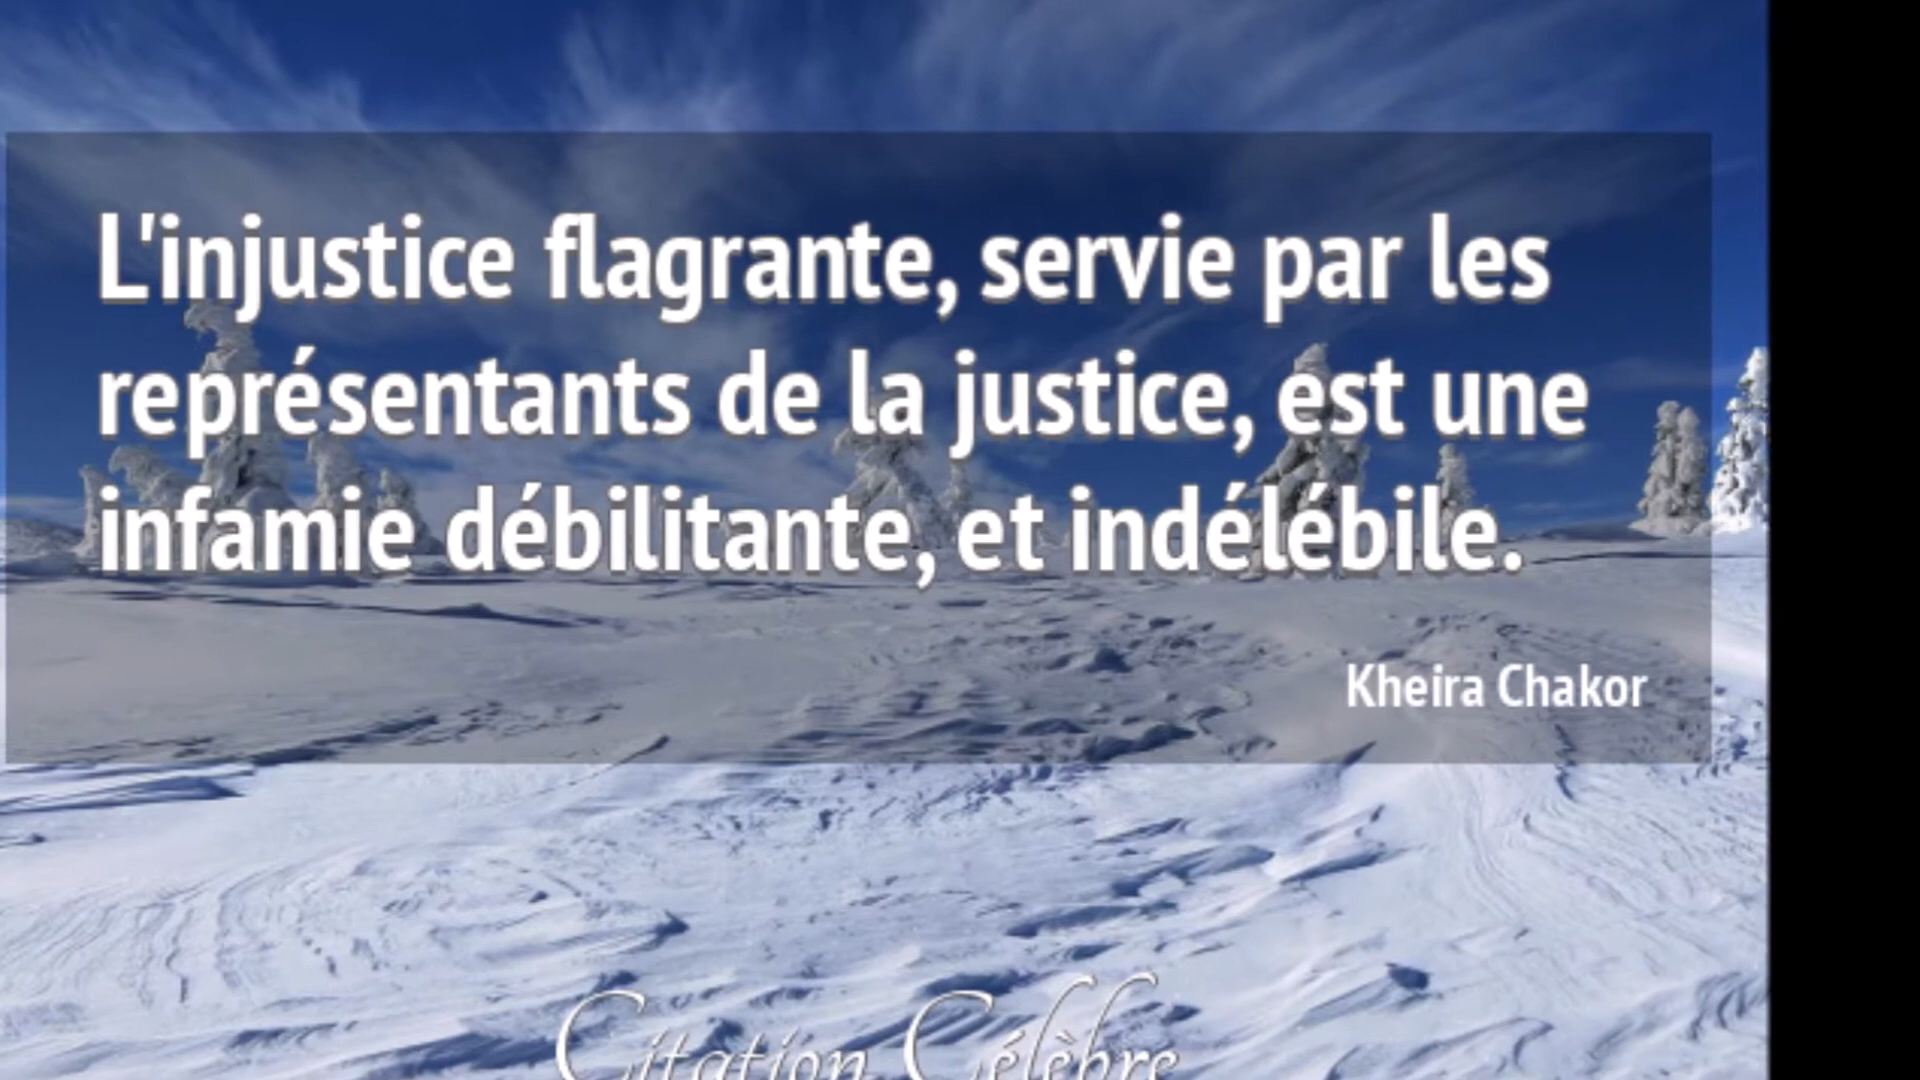 L'injustice flagrante, servie par les
représentants de la justice, est une
infamie débilitante, et indélébile.
Kheira Chakor
Citation Célèbre